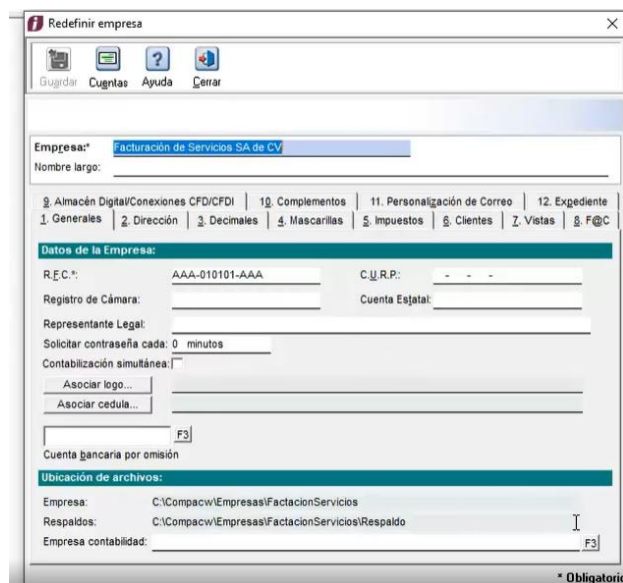 Redefinir empresa
Guardar Cuentas Ayuda Cerrar
Empresa:* Facturación de Servicios SA de CV
Nombre largo:
9. Almacén Digital/Conexiones CFD/CFDI 10. Complementos 11. Personalización de Correo 12. Expediente
1. Generales 2. Dirección 3. Decimales 4. Mascarillas 5. Impuestos 6. Clientes 7. Vistas 8. F@C
Datos de la Empresa:
R.F.C.*: AAA-010101-AAA C.U.R.P.: - - -
Registro de Cámara: Cuenta Estatal:
Representante Legal:
Solicitar contraseña cada: 0 minutos
Contabilización simultánea:
Asociar logo...
Asociar cedula...
F3
Cuenta bancaria por omisión
Ubicación de archivos:
Empresa: C:\Compacw\Empresas\FactacionServicios
Respaldos: C:\Compacw\Empresas\FactacionServicios\Respaldo
Empresa contabilidad: F3
* Obligatorio